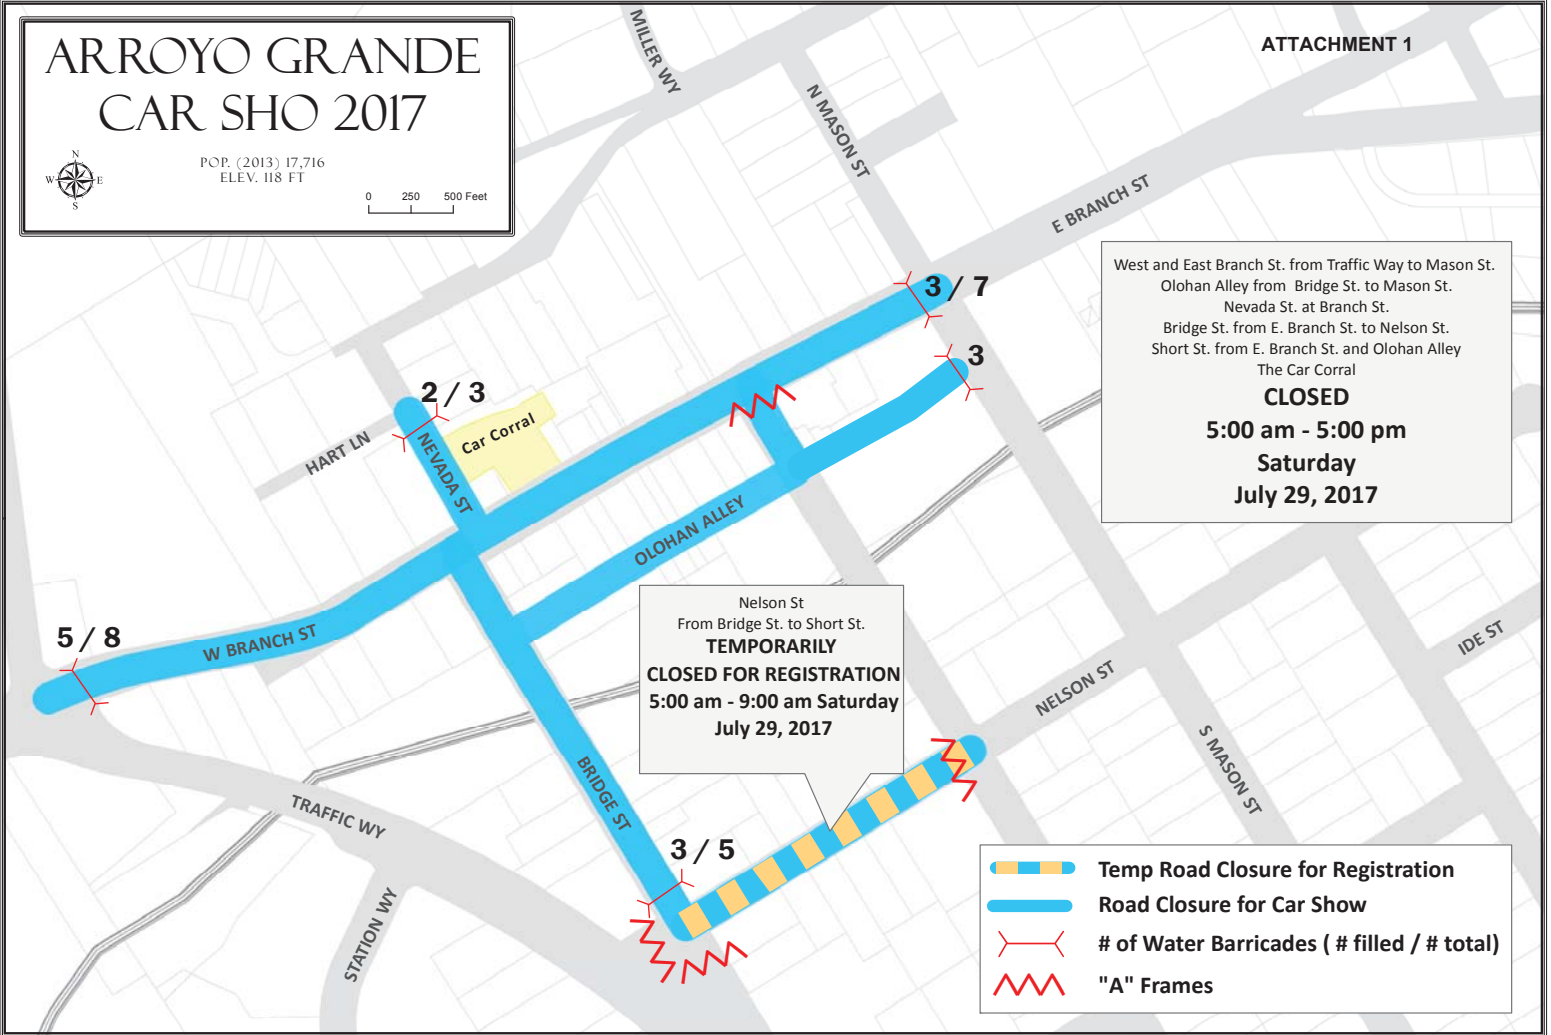 ARROYO GRANDE
CAR SHO 2017
POP. (2013) 17,716
ELEV. 118 FT
N
W
E
S
0 250 500 Feet
ATTACHMENT 1
MILLER WY
N MASON ST
E BRANCH ST
West and East Branch St. from Traffic Way to Mason St.
Olohan Alley from Bridge St. to Mason St.
Nevada St. at Branch St.
Bridge St. from E. Branch St. to Nelson St.
Short St. from E. Branch St. and Olohan Alley
The Car Corral
CLOSED
5:00 am - 5:00 pm
Saturday
July 29, 2017
3 / 7
3
2 / 3
Car Corral
HART LN
NEVADA ST
OLOHAN ALLEY
5 / 8
W BRANCH ST
Nelson St
From Bridge St. to Short St.
TEMPORARILY
CLOSED FOR REGISTRATION
5:00 am - 9:00 am Saturday
July 29, 2017
IDE ST
NELSON ST
S MASON ST
BRIDGE ST
TRAFFIC WY
3 / 5
STATION WY
Temp Road Closure for Registration
Road Closure for Car Show
# of Water Barricades ( # filled / # total)
"A" Frames